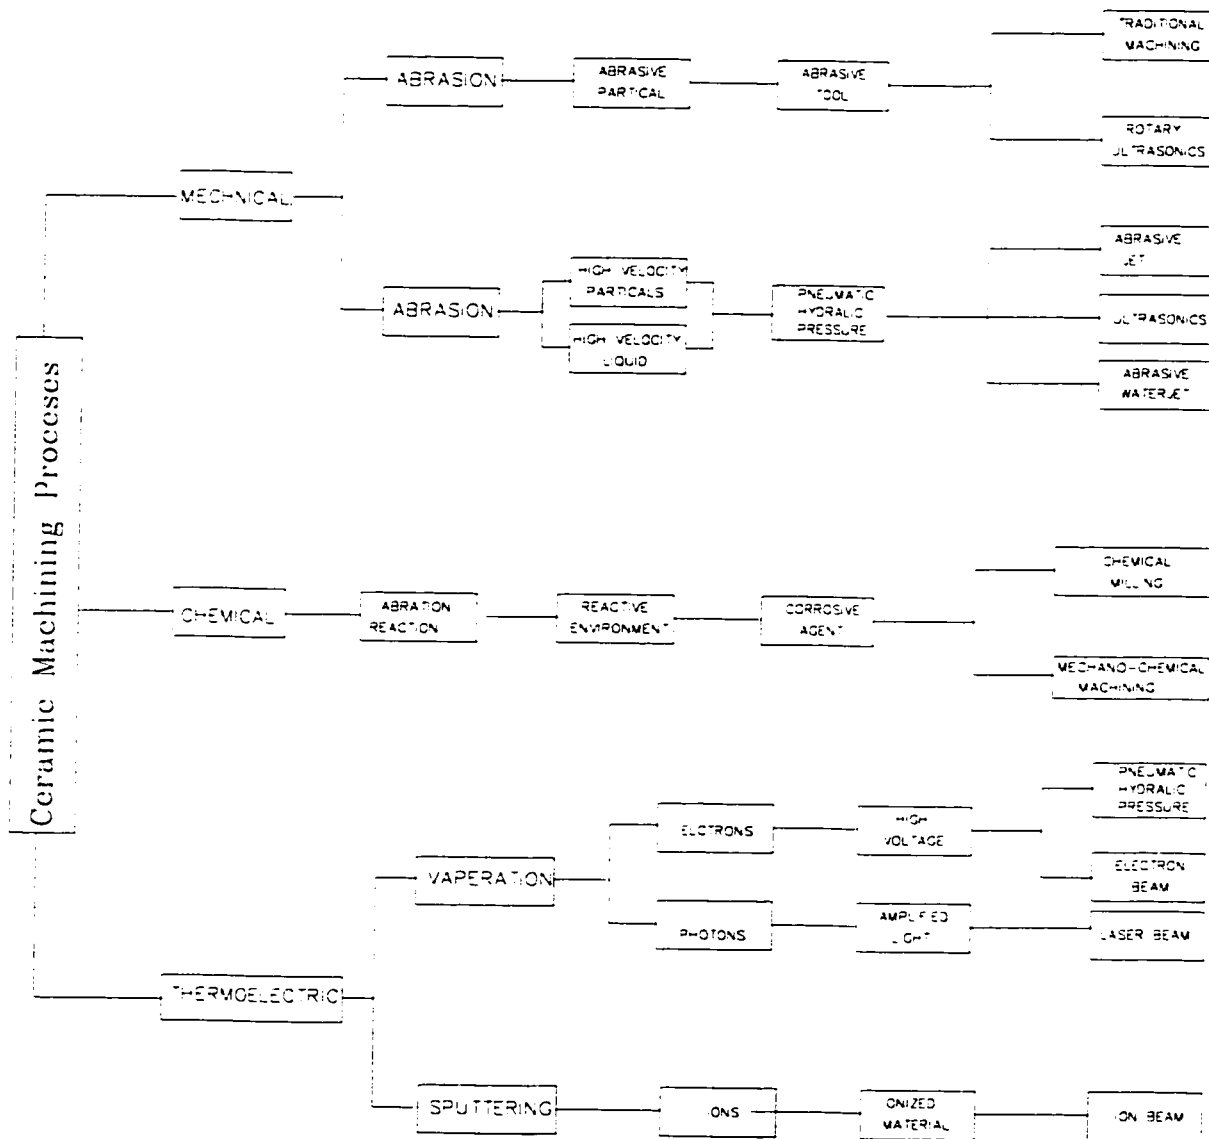 Ceramic Machining Proceses
MECHNICAL
ABRASION
ABRASIVE
PARTICAL
ABRASIVE
TOOL
TRADITIONAL
MACHINING
ROTARY
ULTRASONICS
ABRASION
HIGH VELOCITY
PARTICALS
HIGH VELOCITY
LIQUID
PNEUMATIC
HYDRALIC
PRESSURE
ABRASIVE
JET
ULTRASONICS
ABRASIVE
WATERJET
CHEMICAL
ABRATION
REACTION
REACTIVE
ENVIRONMENT
CORROSIVE
AGENT
CHEMICAL
MILLING
MECHANO-CHEMICAL
MACHINING
THERMOELECTRIC
VAPERATION
ELCTRONS
HIGH
VOLTAGE
PNEUMATIC
HYDRALIC
PRESSURE
ELECTRON
BEAM
PHOTONS
AMPLIFIED
LIGHT
LASER BEAM
SPUTTERING
IONS
IONIZED
MATERIAL
ION BEAM